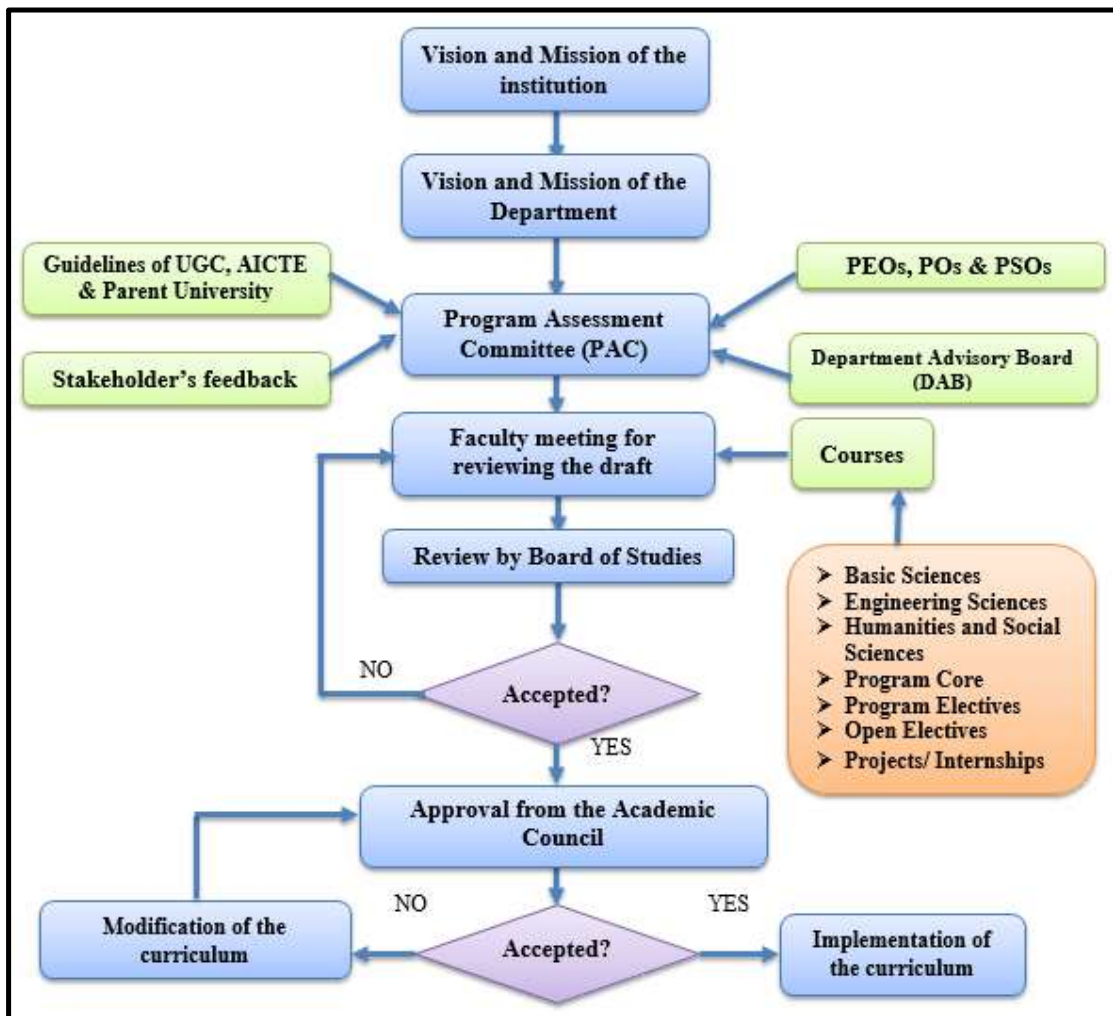 Vision and Mission of the
institution
Vision and Mission of the
Department
Guidelines of UGC, AICTE
& Parent University
PEOs, POs & PSOs
Program Assessment
Committee (PAC)
Stakeholder’s feedback
Department Advisory Board
(DAB)
Faculty meeting for
reviewing the draft
Courses
Review by Board of Studies
➢ Basic Sciences
➢ Engineering Sciences
➢ Humanities and Social
Sciences
➢ Program Core
➢ Program Electives
➢ Open Electives
➢ Projects/ Internships
NO
Accepted?
YES
Approval from the Academic
Council
NO
YES
Modification of the
curriculum
Accepted?
Implementation of
the curriculum